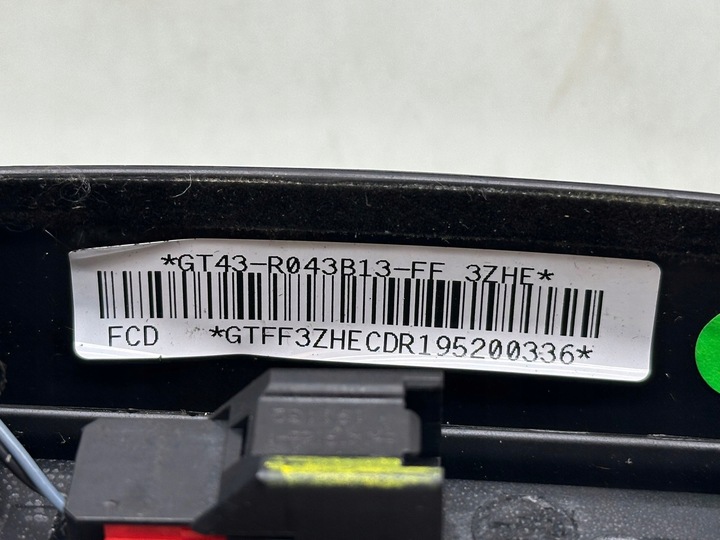 *GT43-R043B13-FF 3ZHE*
FCD *GTFF3ZHECDR195200336*